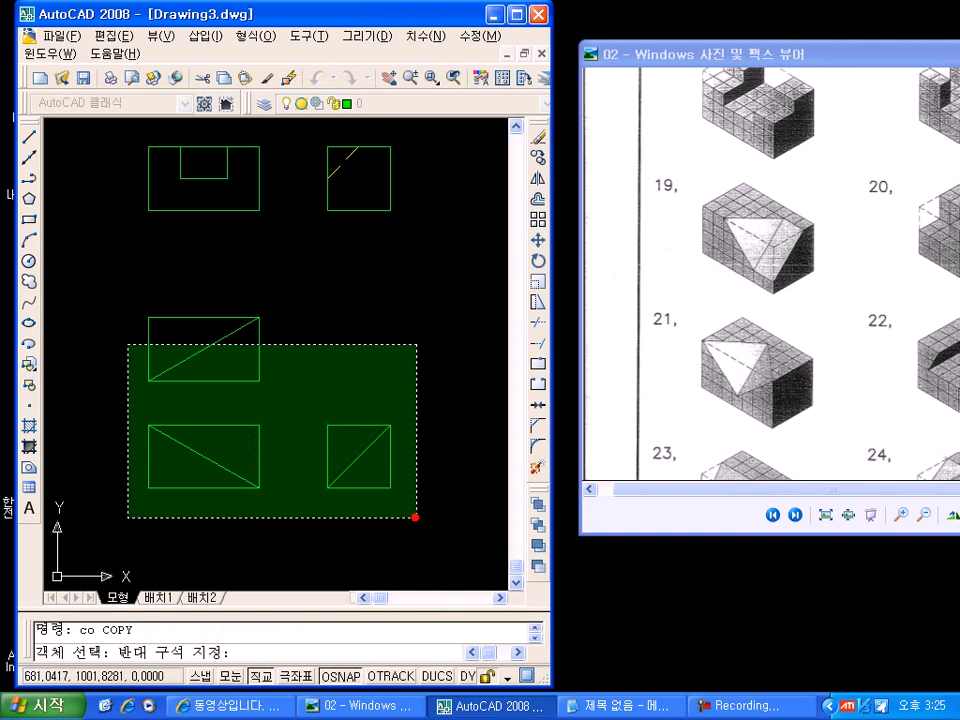 AutoCAD 2008 - [Drawing3.dwg]
파일(F) 편집(E) 뷰(V) 삽입(I) 형식(O) 도구(T) 그리기(D) 치수(N) 수정(M)
윈도우(W) 도움말(H)
AutoCAD 클래식
0
02 - Windows 사진 및 팩스 뷰어
19,
20,
21,
22,
23,
24,
A
Y
X
모형 배치1 배치2
명령: co COPY
객체 선택: 반대 구석 지정:
681.0417, 1001.8281, 0.0000 스냅 모눈 직교 극좌표 OSNAP OTRACK DUCS DY
시작 동영상입니다. ... 02 - Windows ... AutoCAD 2008 ... 제목 없음 - 메... Recording... ATI 오후 3:25